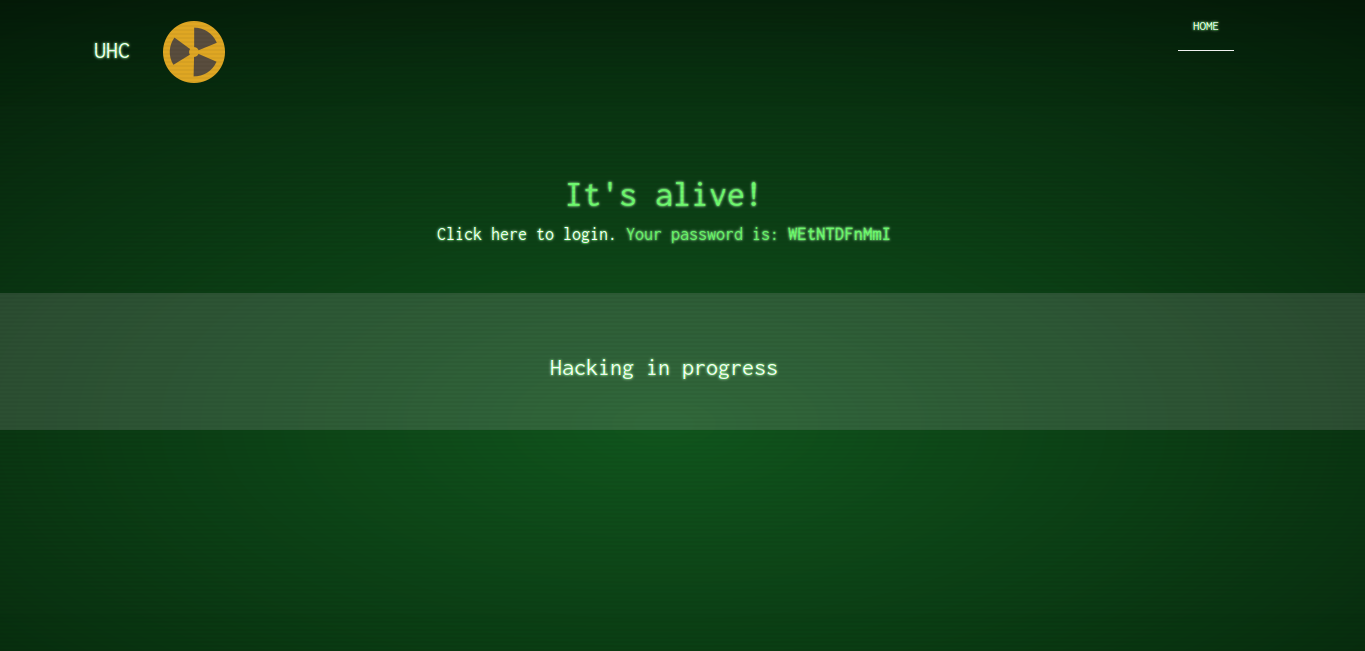 UHC
HOME
It's alive!
Click here to login. Your password is: WEtNTDFnMmI
Hacking in progress